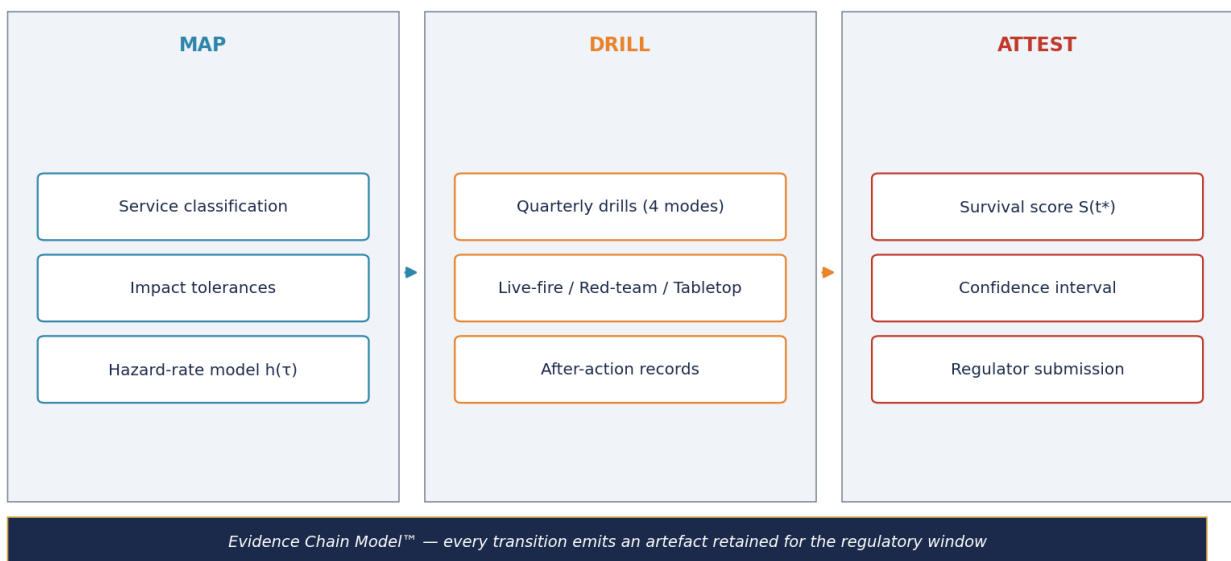 MAP
Service classification
Impact tolerances
Hazard-rate model h(τ)
DRILL
Quarterly drills (4 modes)
Live-fire / Red-team / Tabletop
After-action records
ATTEST
Survival score S(t*)
Confidence interval
Regulator submission
Evidence Chain Model™ — every transition emits an artefact retained for the regulatory window